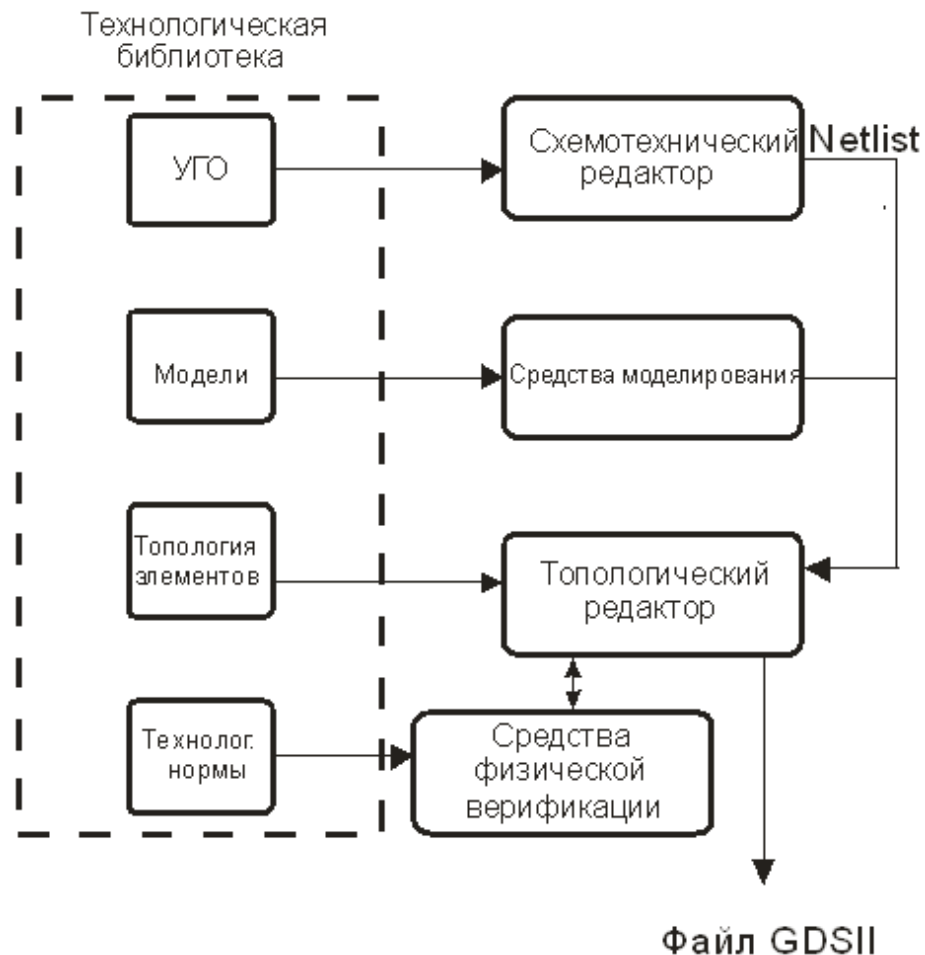 Технологическая
библиотека
УГО
Схемотехнический
редактор
Netlist
Модели
Средства моделирования
Топология
элементов
Топологический
редактор
Технолог.
нормы
Средства
физической
верификации
Файл GDSII